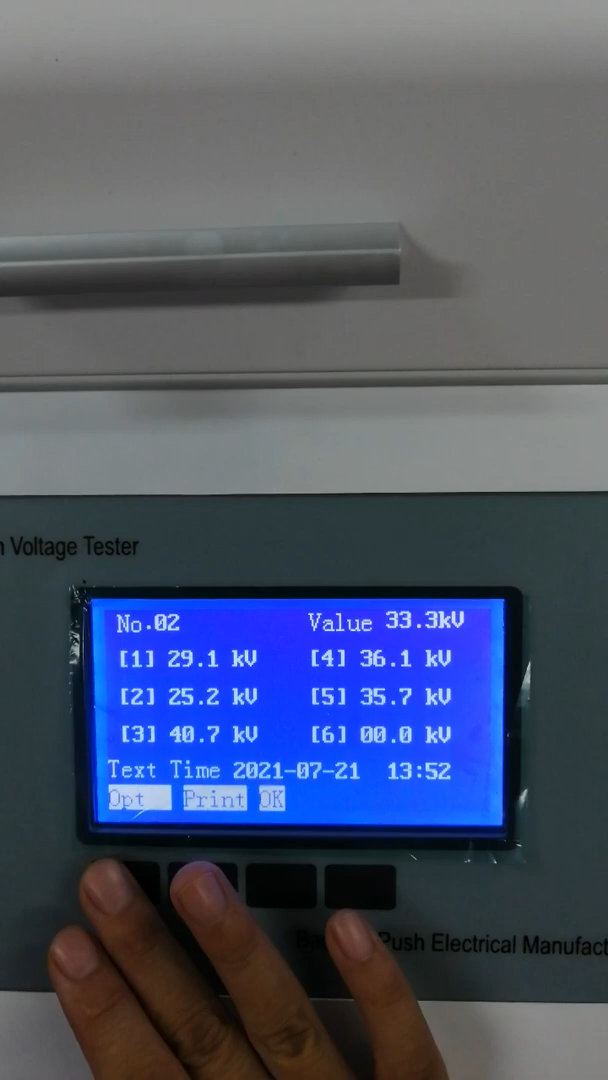 Voltage Tester
No.02 Value 33.3kV
[1] 29.1 kV [4] 36.1 kV
[2] 25.2 kV [5] 35.7 kV
[3] 40.7 kV [6] 00.0 kV
Text Time 2021-07-21 13:52
Opt Print OK
Push Electrical Manufact